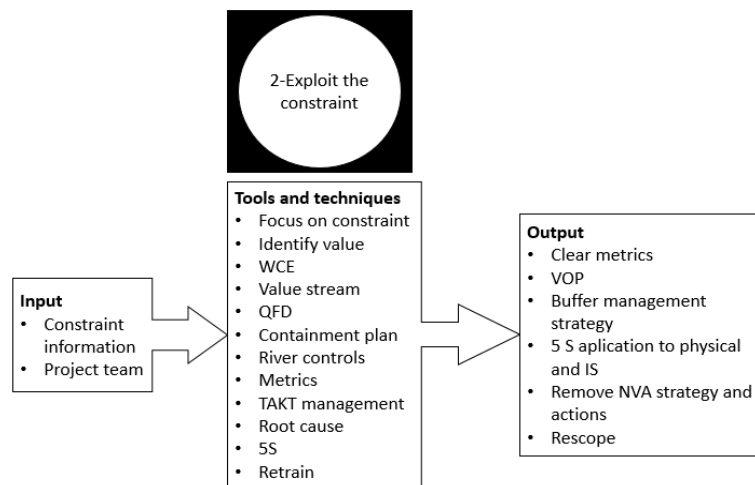 2-Exploit the
constraint
Input
• Constraint
information
• Project team
Tools and techniques
• Focus on constraint
• Identify value
• WCE
• Value stream
• QFD
• Containment plan
• River controls
• Metrics
• TAKT management
• Root cause
• 5S
• Retrain
Output
• Clear metrics
• VOP
• Buffer management
strategy
• 5 S aplication to physical
and IS
• Remove NVA strategy and
actions
• Rescope